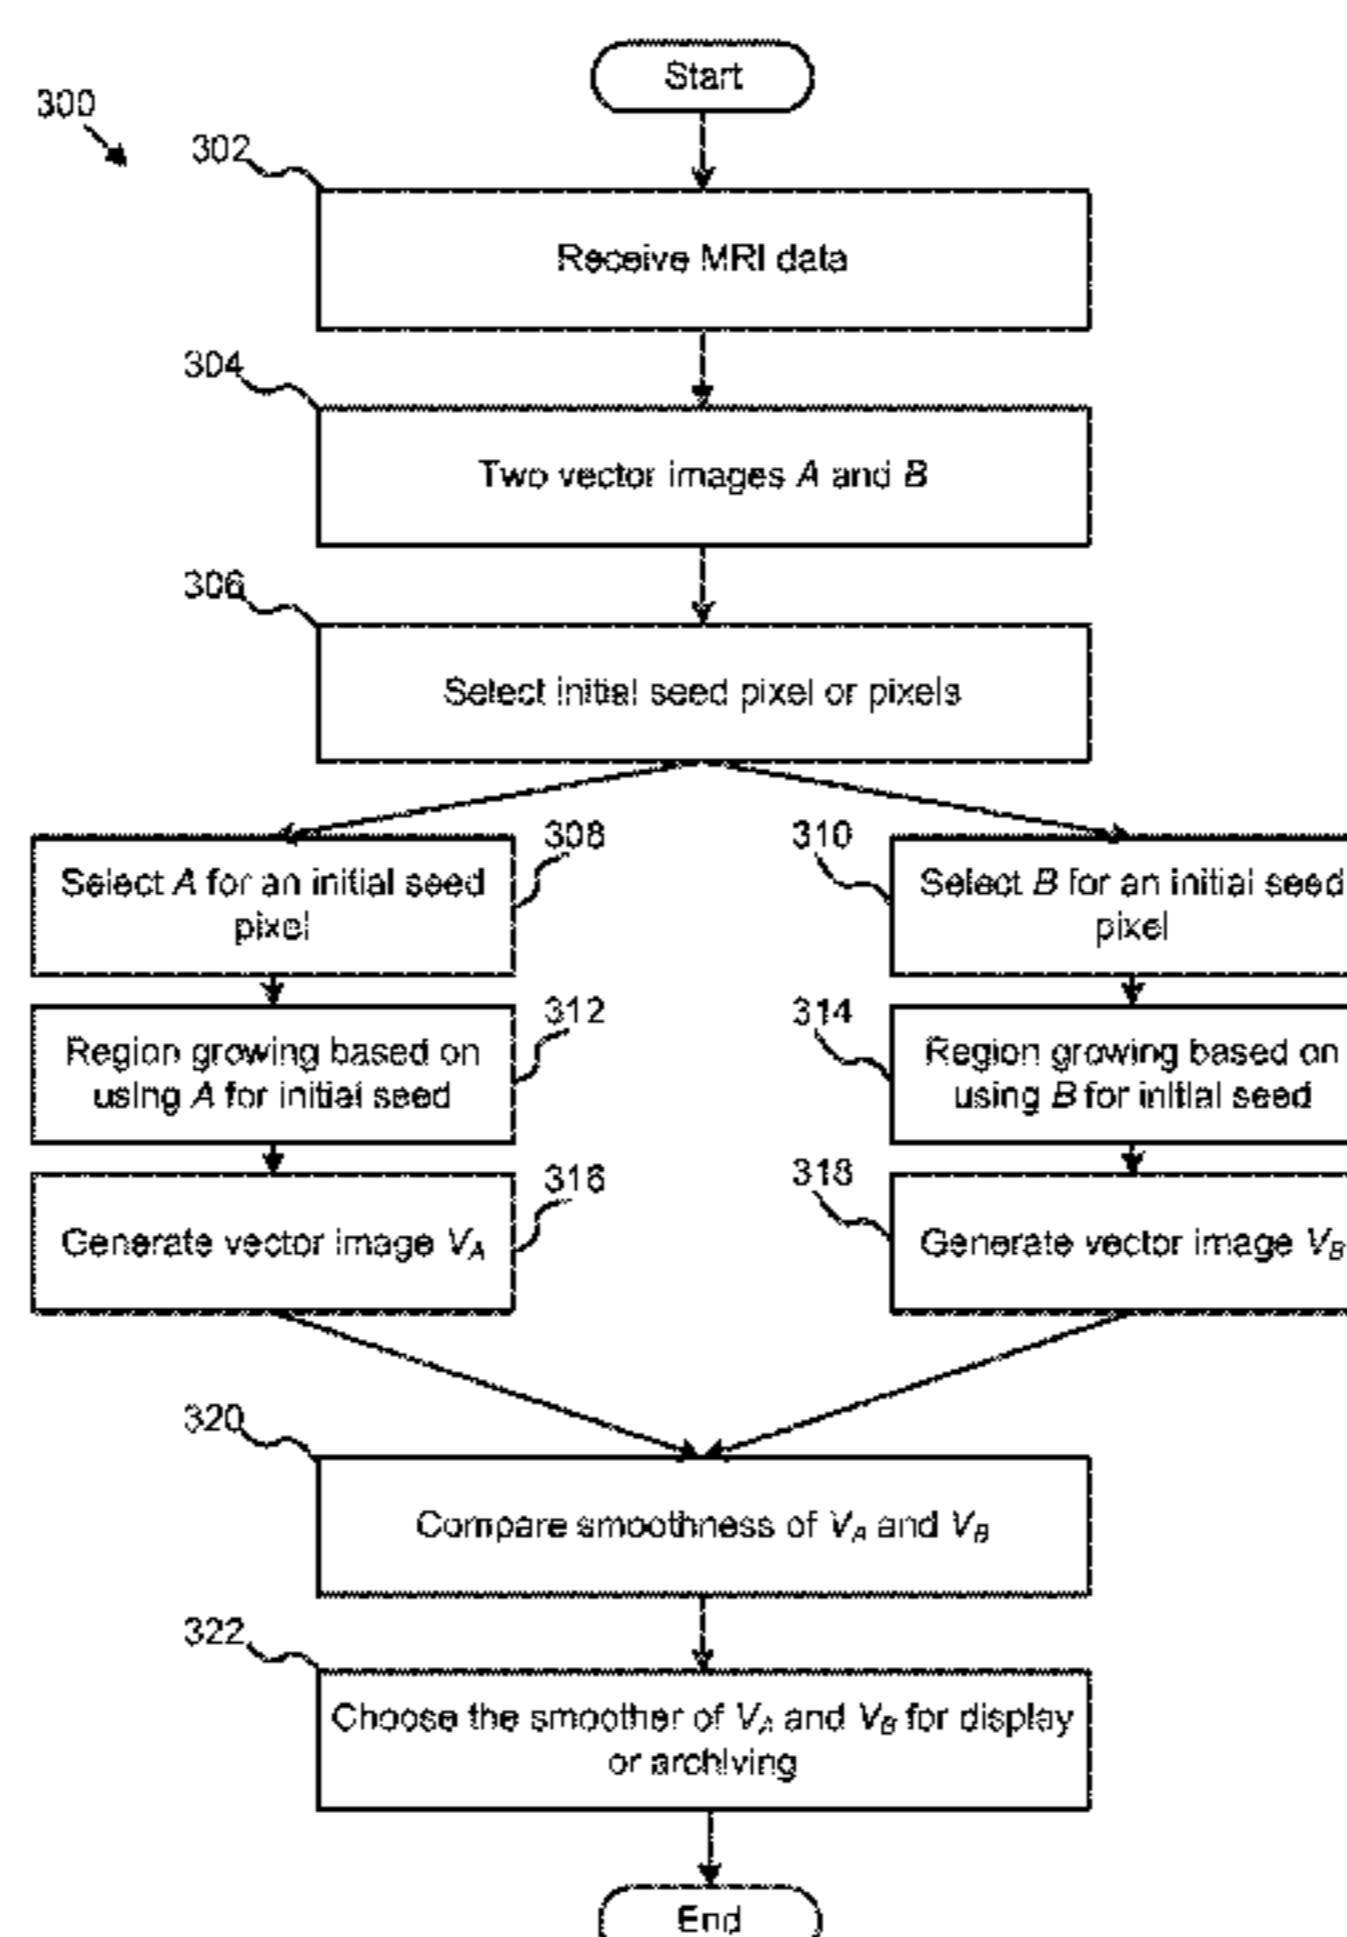 Start
300
302
Receive MRI data
304
Two vector images A and B
306
Select initial seed pixel or pixels
308
310
Select A for an initial seed
pixel
Select B for an initial seed
pixel
312
314
Region growing based on
using A for initial seed
Region growing based on
using B for initial seed
316
318
Generate vector image VA
Generate vector image VB
320
Compare smoothness of VA and VB
322
Choose the smoother of VA and VB for display
or archiving
End